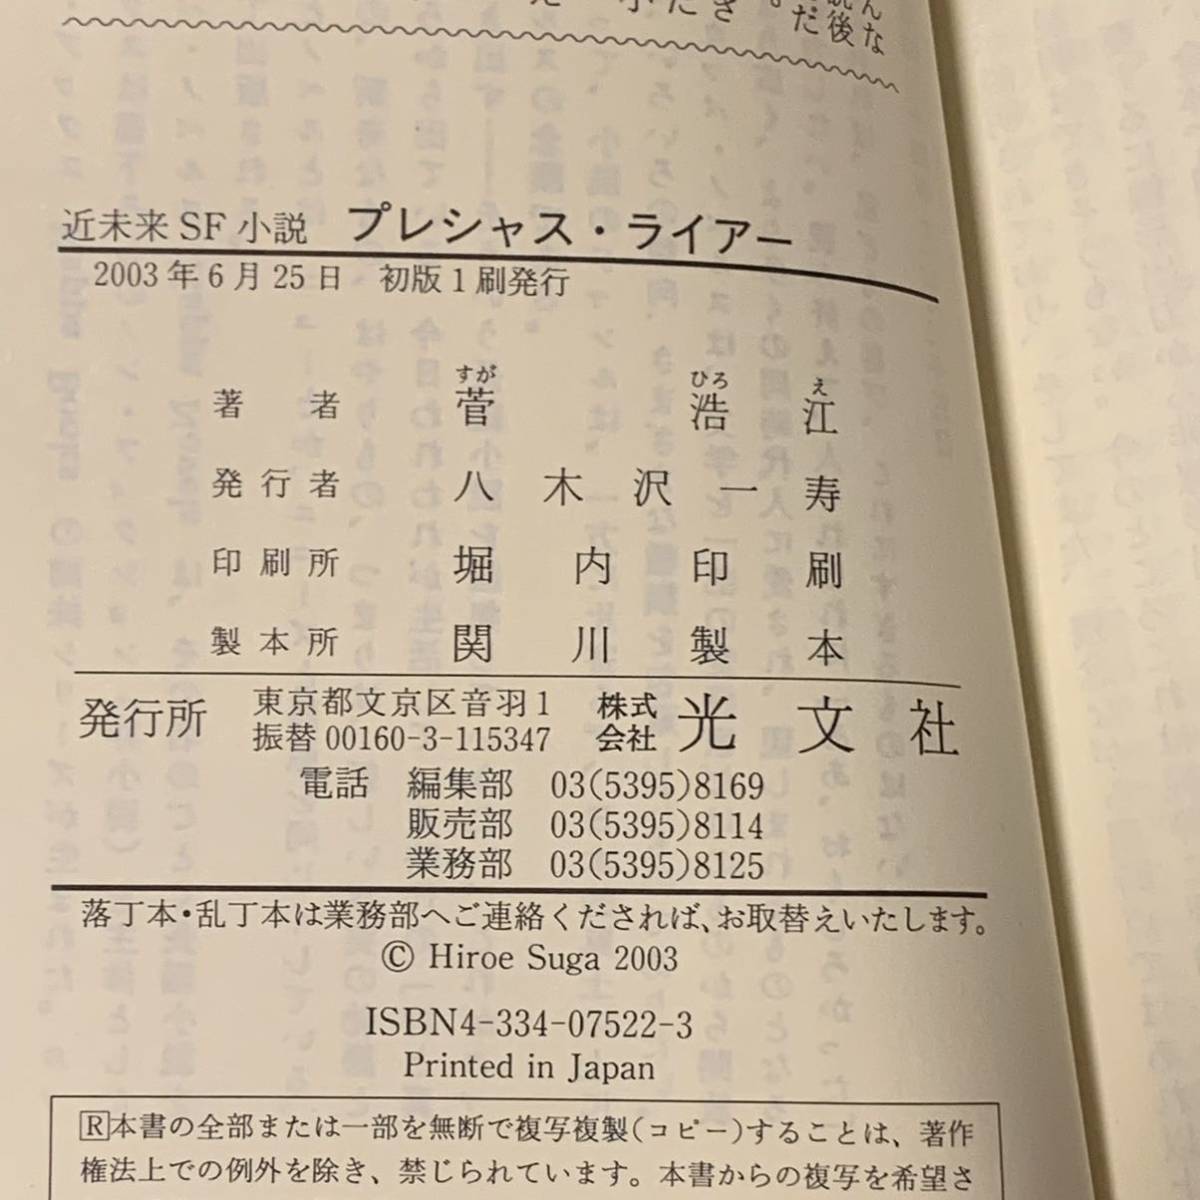 近未来SF小説　プレシャス・ライアー
2003年6月25日　初版1刷発行
すが　ひろ　え
著者　菅　浩　江
発行者　八木沢一寿
印刷所　堀内印刷
製本所　関川製本
発行所　東京都文京区音羽1　株式会社　光文社
振替00160-3-115347
電話　編集部　03(5395)8169
販売部　03(5395)8114
業務部　03(5395)8125
落丁本・乱丁本は業務部へご連絡くだされば、お取替えいたします。
© Hiroe Suga 2003
ISBN4-334-07522-3
Printed in Japan
R本書の全部または一部を無断で複写複製(コピー)することは、著作
権法上での例外を除き、禁じられています。本書からの複写を希望さ